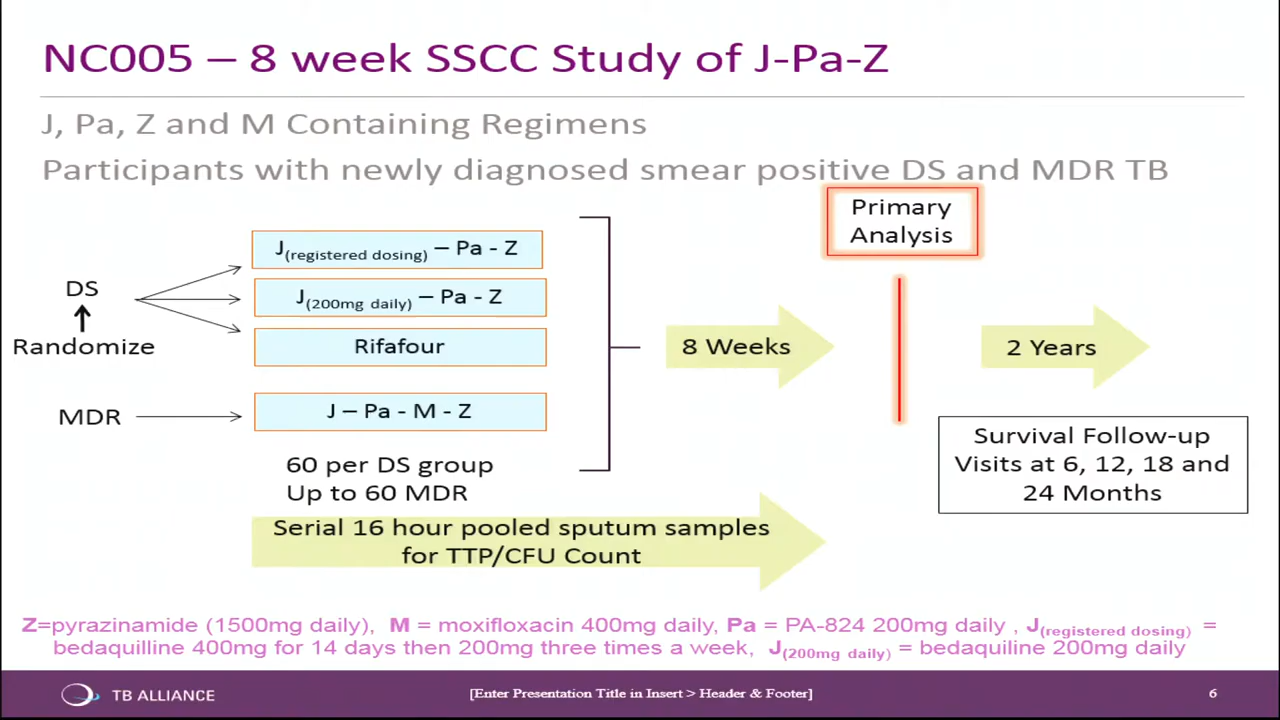 NC005 – 8 week SSCC Study of J-Pa-Z
J, Pa, Z and M Containing Regimens
Participants with newly diagnosed smear positive DS and MDR TB
Primary
Analysis
J(registered dosing) – Pa - Z
DS
J(200mg daily) – Pa - Z
Randomize
Rifafour
8 Weeks
2 Years
MDR
J – Pa - M - Z
60 per DS group
Up to 60 MDR
Survival Follow-up
Visits at 6, 12, 18 and
24 Months
Serial 16 hour pooled sputum samples
for TTP/CFU Count
Z=pyrazinamide (1500mg daily), M = moxifloxacin 400mg daily, Pa = PA-824 200mg daily , J(registered dosing) =
bedaquilline 400mg for 14 days then 200mg three times a week, J(200mg daily) = bedaquiline 200mg daily
TB ALLIANCE
[Enter Presentation Title in Insert > Header & Footer]
6